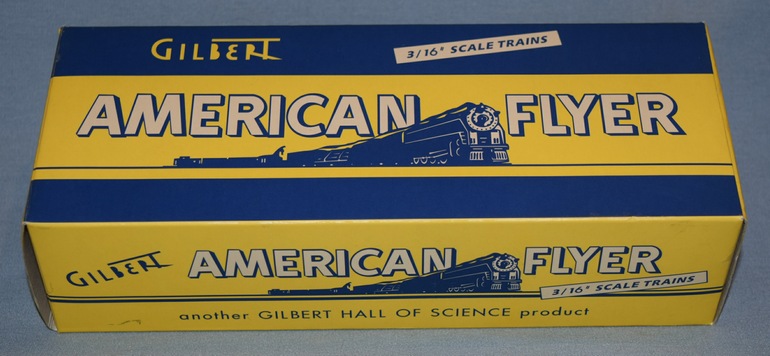 GILBERT
3/16" SCALE TRAINS
AMERICAN FLYER
GILBERT
AMERICAN FLYER
3/16" SCALE TRAINS
another GILBERT HALL OF SCIENCE product